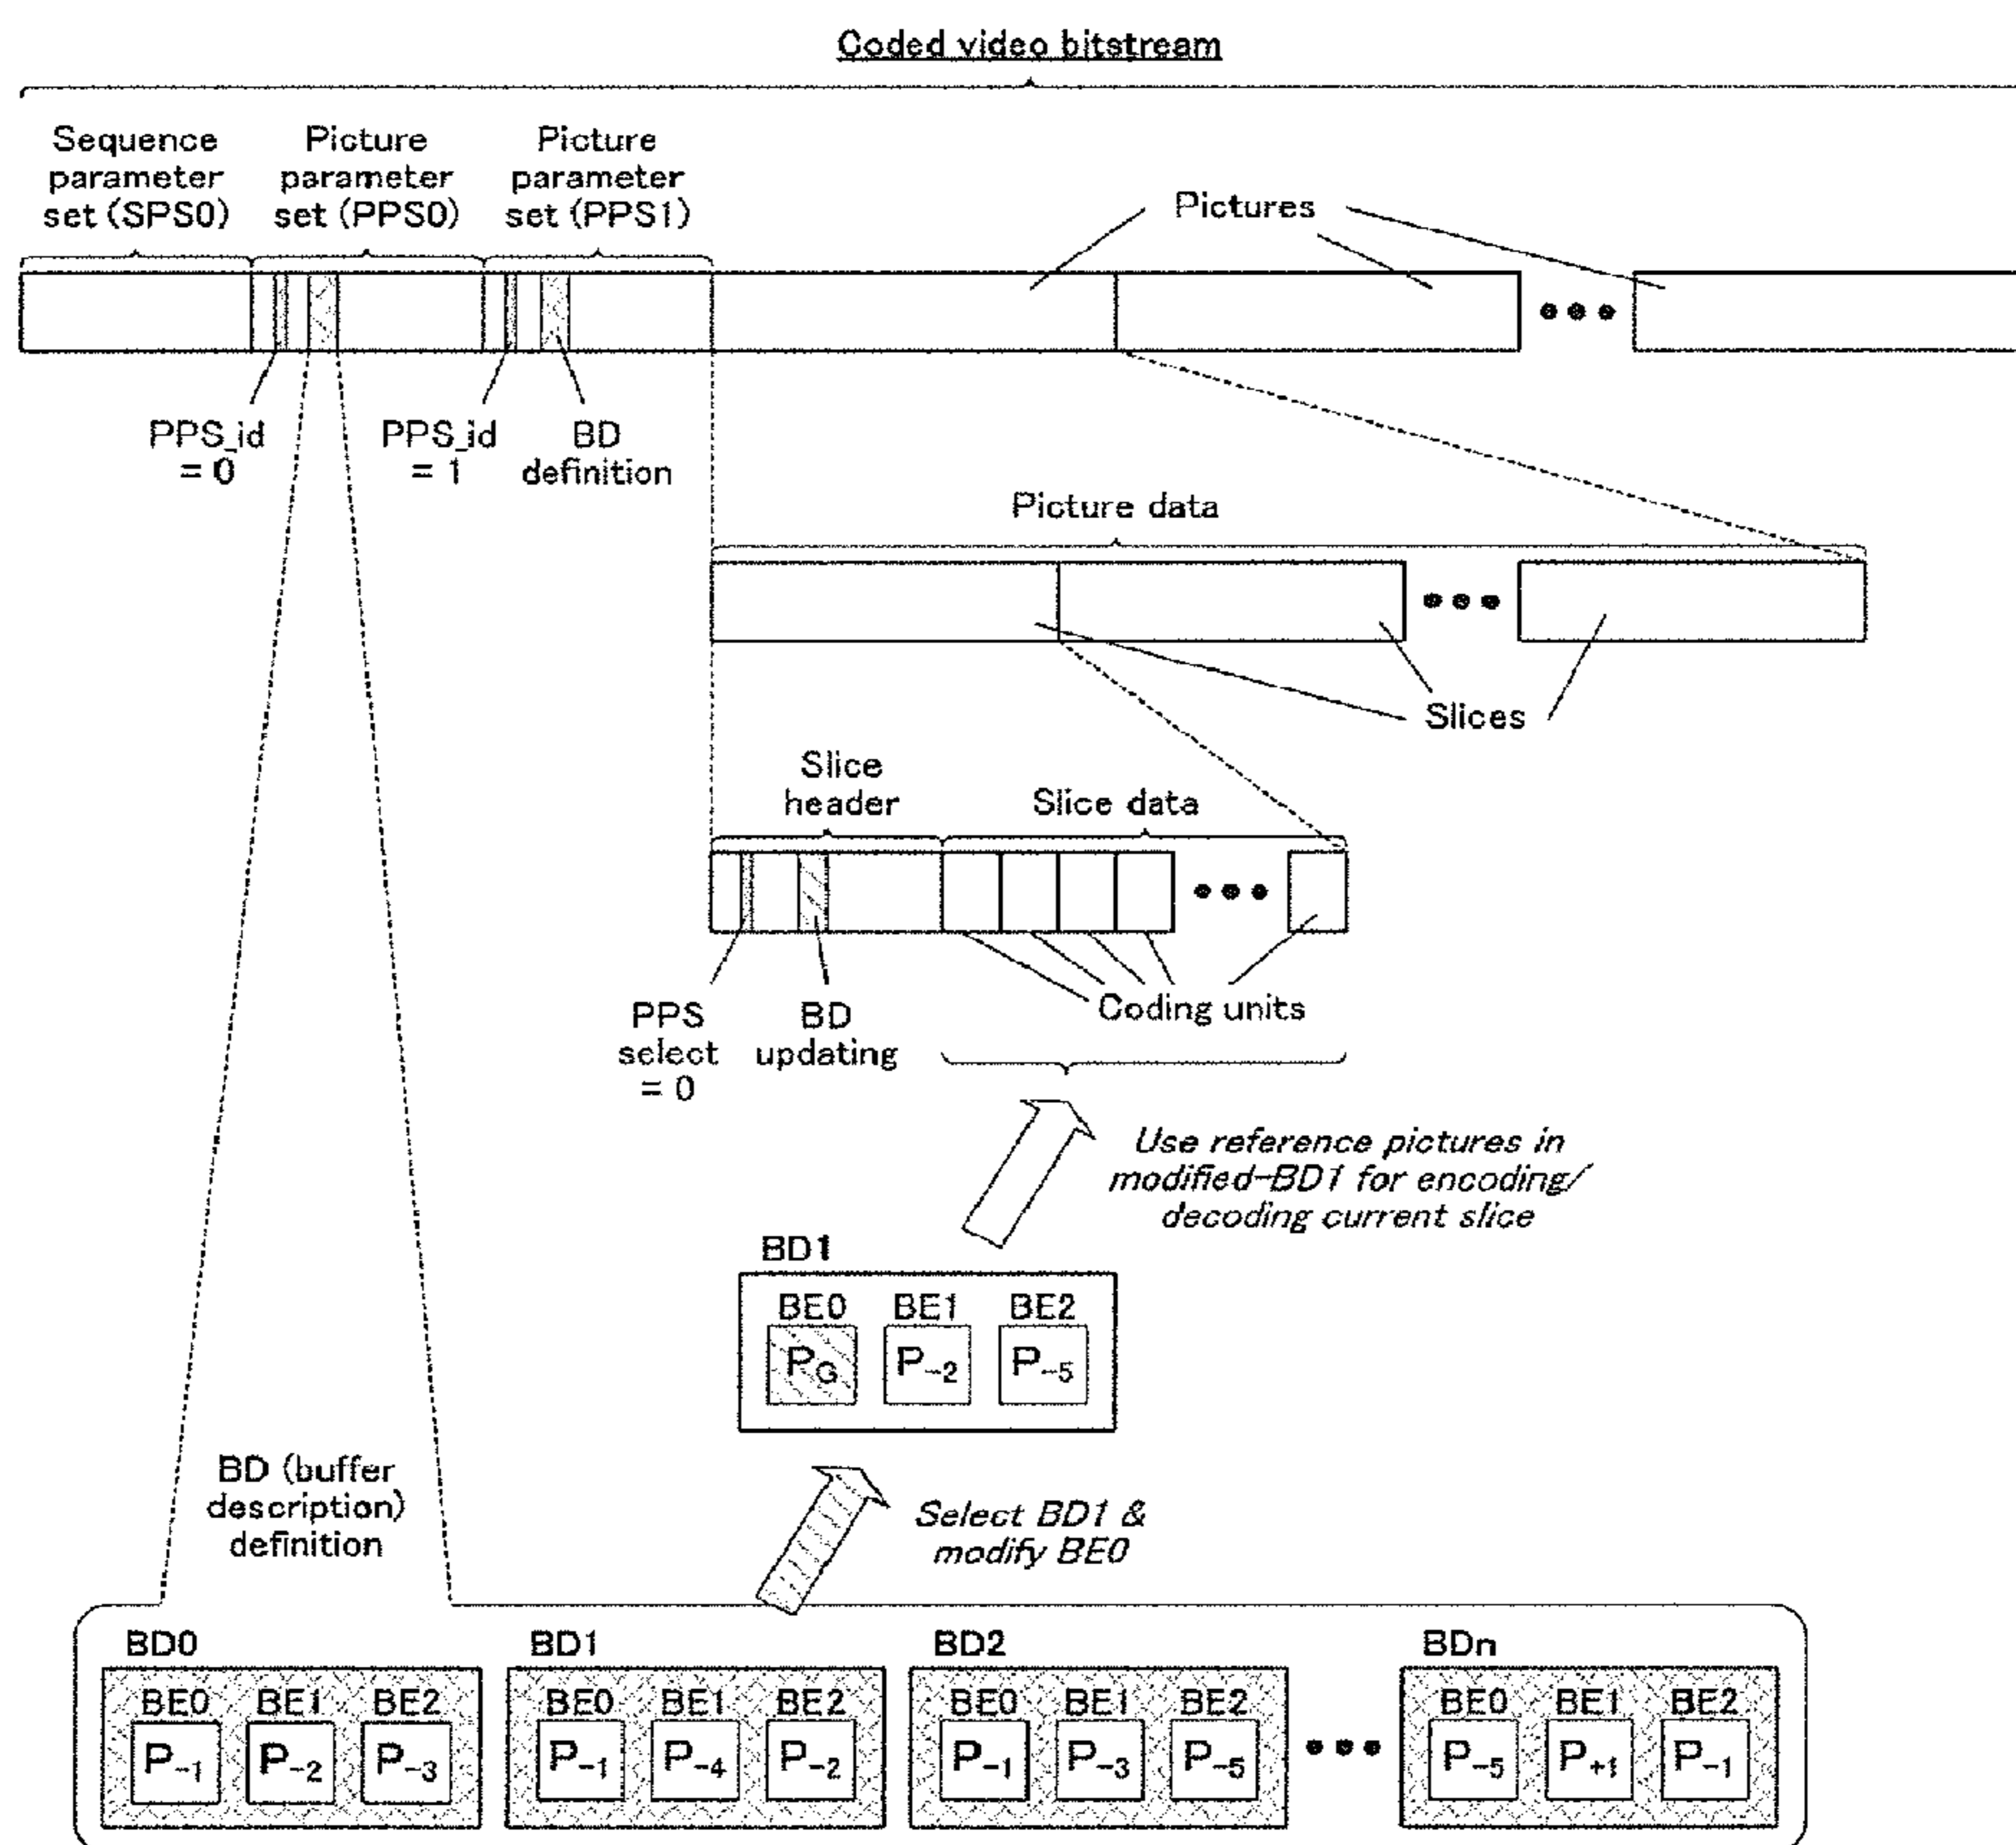 Coded video bitstream
Sequence
parameter
set (SPS0)
Picture
parameter
set (PPS0)
Picture
parameter
set (PPS1)
Pictures
PPS_id
= 0
PPS_id
= 1
BD
definition
Picture data
Slices
Slice
header
Slice data
PPS
select
= 0
BD
updating
Coding units
Use reference pictures in
modified-BD1 for encoding/
decoding current slice
BD1
BE0 BE1 BE2
PG P-2 P-5
BD (buffer
description)
definition
Select BD1 &
modify BE0
BD0
BE0 BE1 BE2
P-1 P-2 P-3
BD1
BE0 BE1 BE2
P-1 P-4 P-2
BD2
BE0 BE1 BE2
P-1 P-3 P-5
BDn
BE0 BE1 BE2
P-5 P+1 P-1